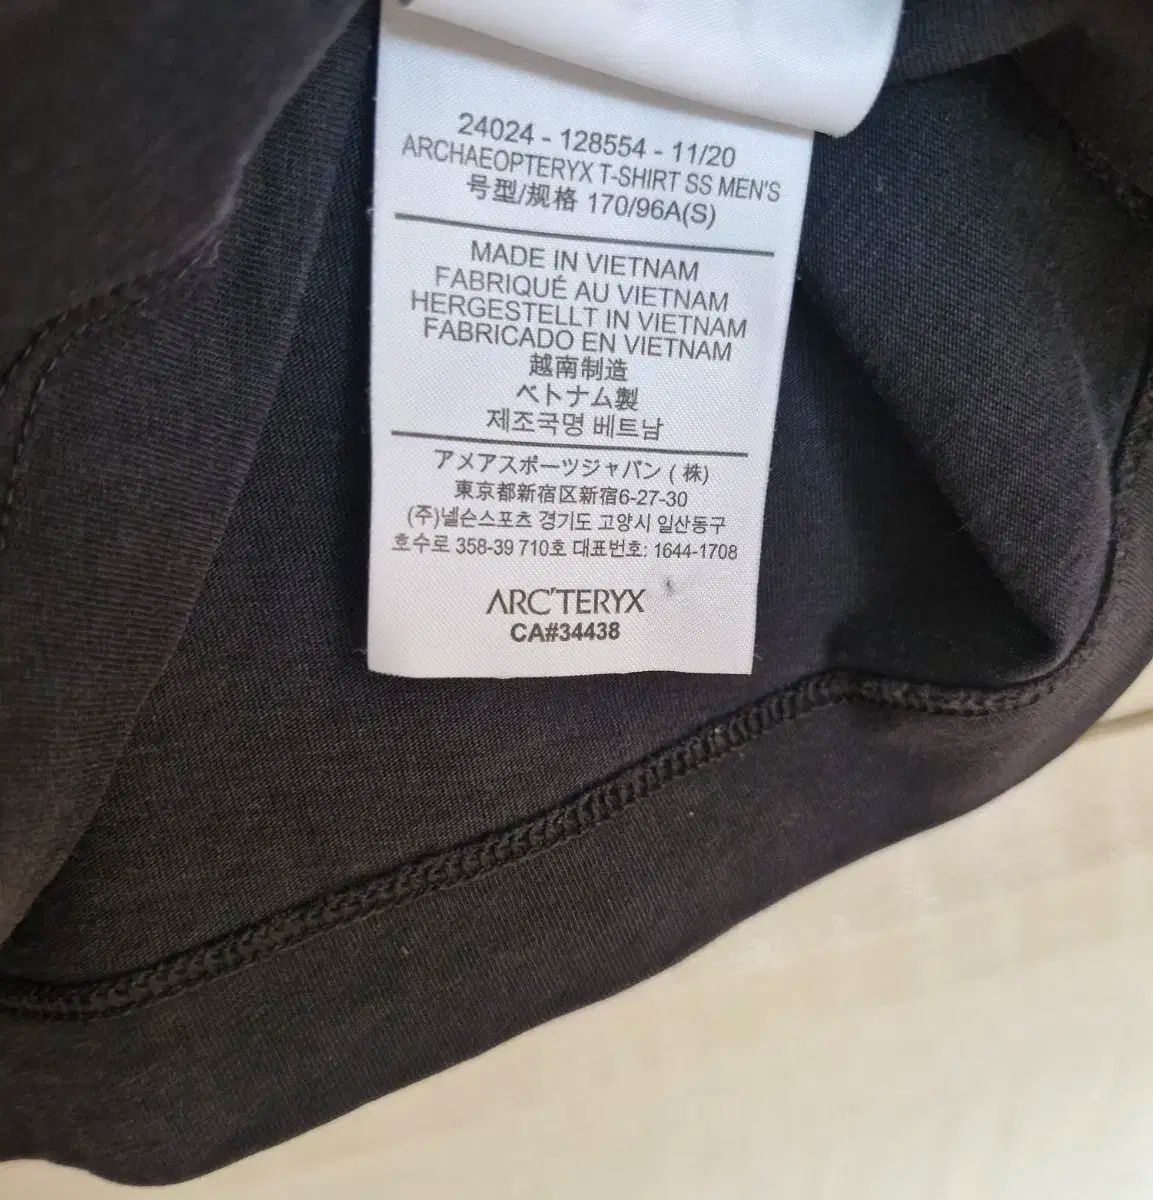 24024 - 128554 - 11/20
ARCHAEOPTERYX T-SHIRT SS MEN'S
号型/规格 170/96A(S)
MADE IN VIETNAM
FABRIQUÉ AU VIETNAM
HERGESTELLT IN VIETNAM
FABRICADO EN VIETNAM
越南制造
ベトナム製
제조국명 베트남
アメアスポーツジャパン ( 株)
東京都新宿区新宿6-27-30
(주)넬슨스포츠 경기도 고양시 일산동구
호수로 358-39 710호 대표번호: 1644-1708
ARC'TERYX
CA#34438